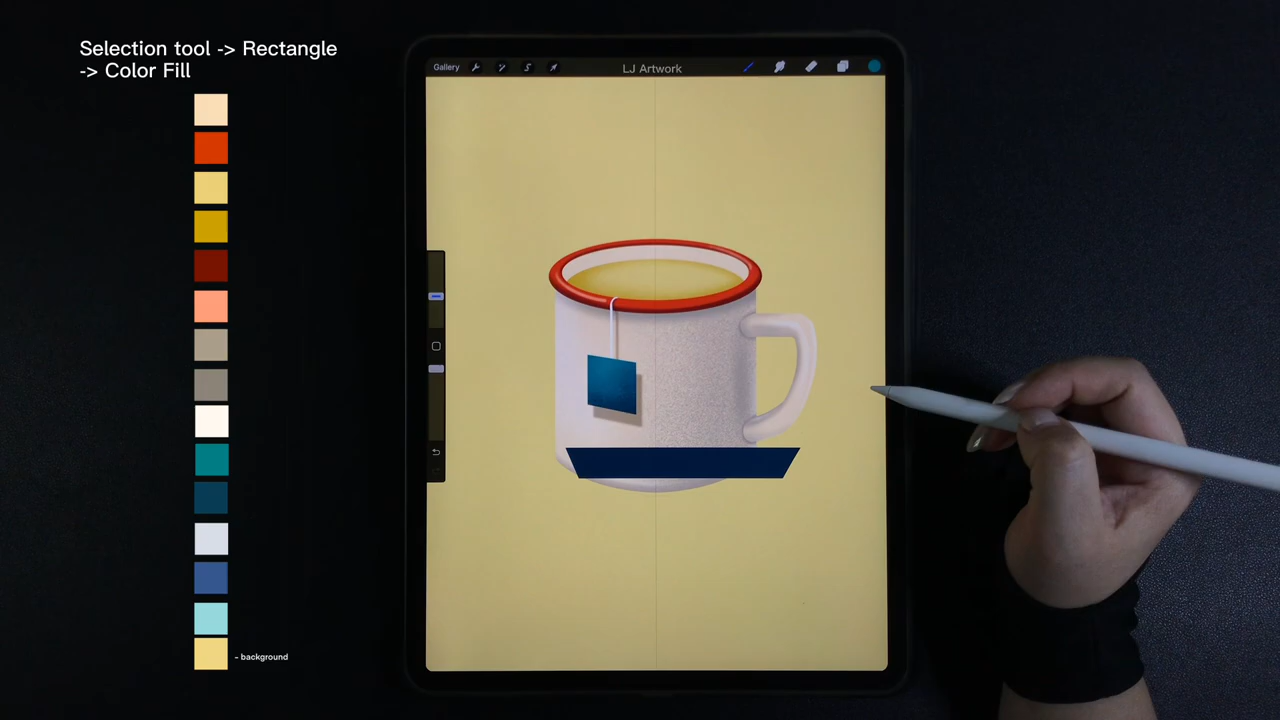 Selection tool -> Rectangle
-> Color Fill
Gallery
LJ Artwork
- background